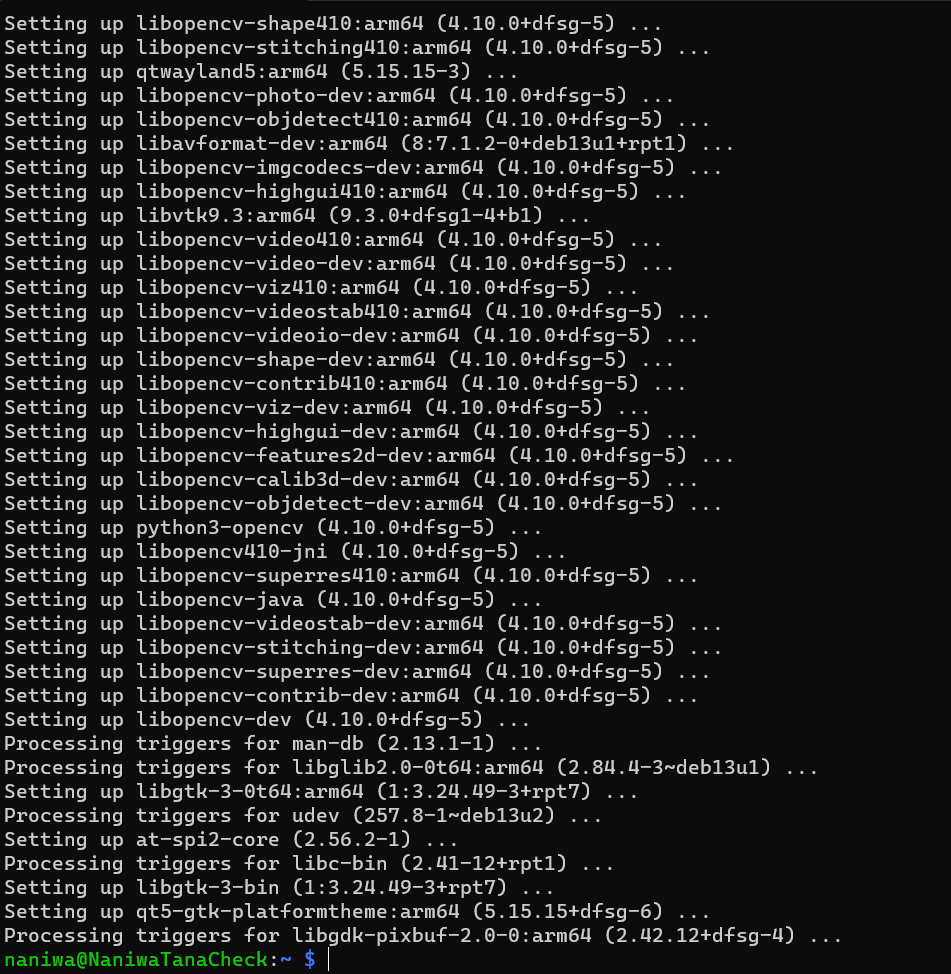 Setting up libopencv-shape410:arm64 (4.10.0+dfsg-5) ...
Setting up libopencv-stitching410:arm64 (4.10.0+dfsg-5) ...
Setting up qtwayland5:arm64 (5.15.15-3) ...
Setting up libopencv-photo-dev:arm64 (4.10.0+dfsg-5) ...
Setting up libopencv-objdetect410:arm64 (4.10.0+dfsg-5) ...
Setting up libavformat-dev:arm64 (8:7.1.2-0+deb13u1+rpt1) ...
Setting up libopencv-imgcodecs-dev:arm64 (4.10.0+dfsg-5) ...
Setting up libopencv-highgui410:arm64 (4.10.0+dfsg-5) ...
Setting up libvtk9.3:arm64 (9.3.0+dfsg1-4+b1) ...
Setting up libopencv-video410:arm64 (4.10.0+dfsg-5) ...
Setting up libopencv-video-dev:arm64 (4.10.0+dfsg-5) ...
Setting up libopencv-viz410:arm64 (4.10.0+dfsg-5) ...
Setting up libopencv-videostab410:arm64 (4.10.0+dfsg-5) ...
Setting up libopencv-videoio-dev:arm64 (4.10.0+dfsg-5) ...
Setting up libopencv-shape-dev:arm64 (4.10.0+dfsg-5) ...
Setting up libopencv-contrib410:arm64 (4.10.0+dfsg-5) ...
Setting up libopencv-viz-dev:arm64 (4.10.0+dfsg-5) ...
Setting up libopencv-highgui-dev:arm64 (4.10.0+dfsg-5) ...
Setting up libopencv-features2d-dev:arm64 (4.10.0+dfsg-5) ...
Setting up libopencv-calib3d-dev:arm64 (4.10.0+dfsg-5) ...
Setting up libopencv-objdetect-dev:arm64 (4.10.0+dfsg-5) ...
Setting up python3-opencv (4.10.0+dfsg-5) ...
Setting up libopencv410-jni (4.10.0+dfsg-5) ...
Setting up libopencv-superres410:arm64 (4.10.0+dfsg-5) ...
Setting up libopencv-java (4.10.0+dfsg-5) ...
Setting up libopencv-videostab-dev:arm64 (4.10.0+dfsg-5) ...
Setting up libopencv-stitching-dev:arm64 (4.10.0+dfsg-5) ...
Setting up libopencv-superres-dev:arm64 (4.10.0+dfsg-5) ...
Setting up libopencv-contrib-dev:arm64 (4.10.0+dfsg-5) ...
Setting up libopencv-dev (4.10.0+dfsg-5) ...
Processing triggers for man-db (2.13.1-1) ...
Processing triggers for libglib2.0-0t64:arm64 (2.84.4-3~deb13u1) ...
Setting up libgtk-3-0t64:arm64 (1:3.24.49-3+rpt7) ...
Processing triggers for udev (257.8-1~deb13u2) ...
Setting up at-spi2-core (2.56.2-1) ...
Processing triggers for libc-bin (2.41-12+rpt1) ...
Setting up libgtk-3-bin (1:3.24.49-3+rpt7) ...
Setting up qt5-gtk-platformtheme:arm64 (5.15.15+dfsg-6) ...
Processing triggers for libgdk-pixbuf-2.0-0:arm64 (2.42.12+dfsg-4) ...
naniwa@NaniwaTanaCheck:~ $